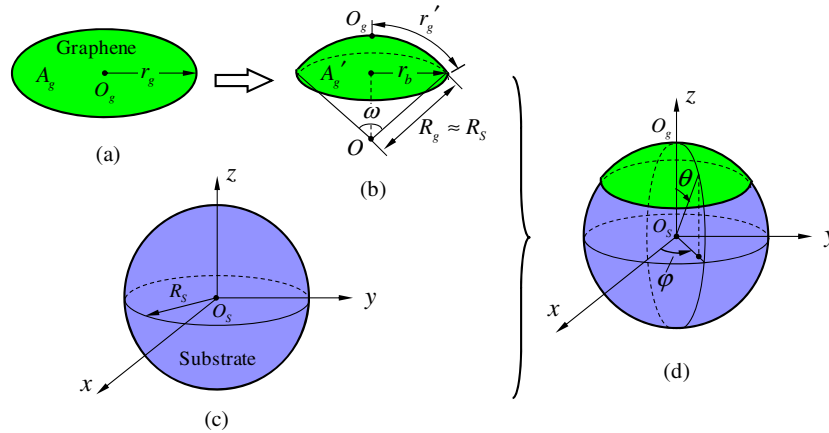 Graphene
A_g
r_g
O_g
(a)
O_g
r_g′
A_g′
r_b
ω
O
R_g ≈ R_S
(b)
z
R_S
O_S
y
x
Substrate
(c)
z
O_g
θ
O_S
y
φ
x
(d)